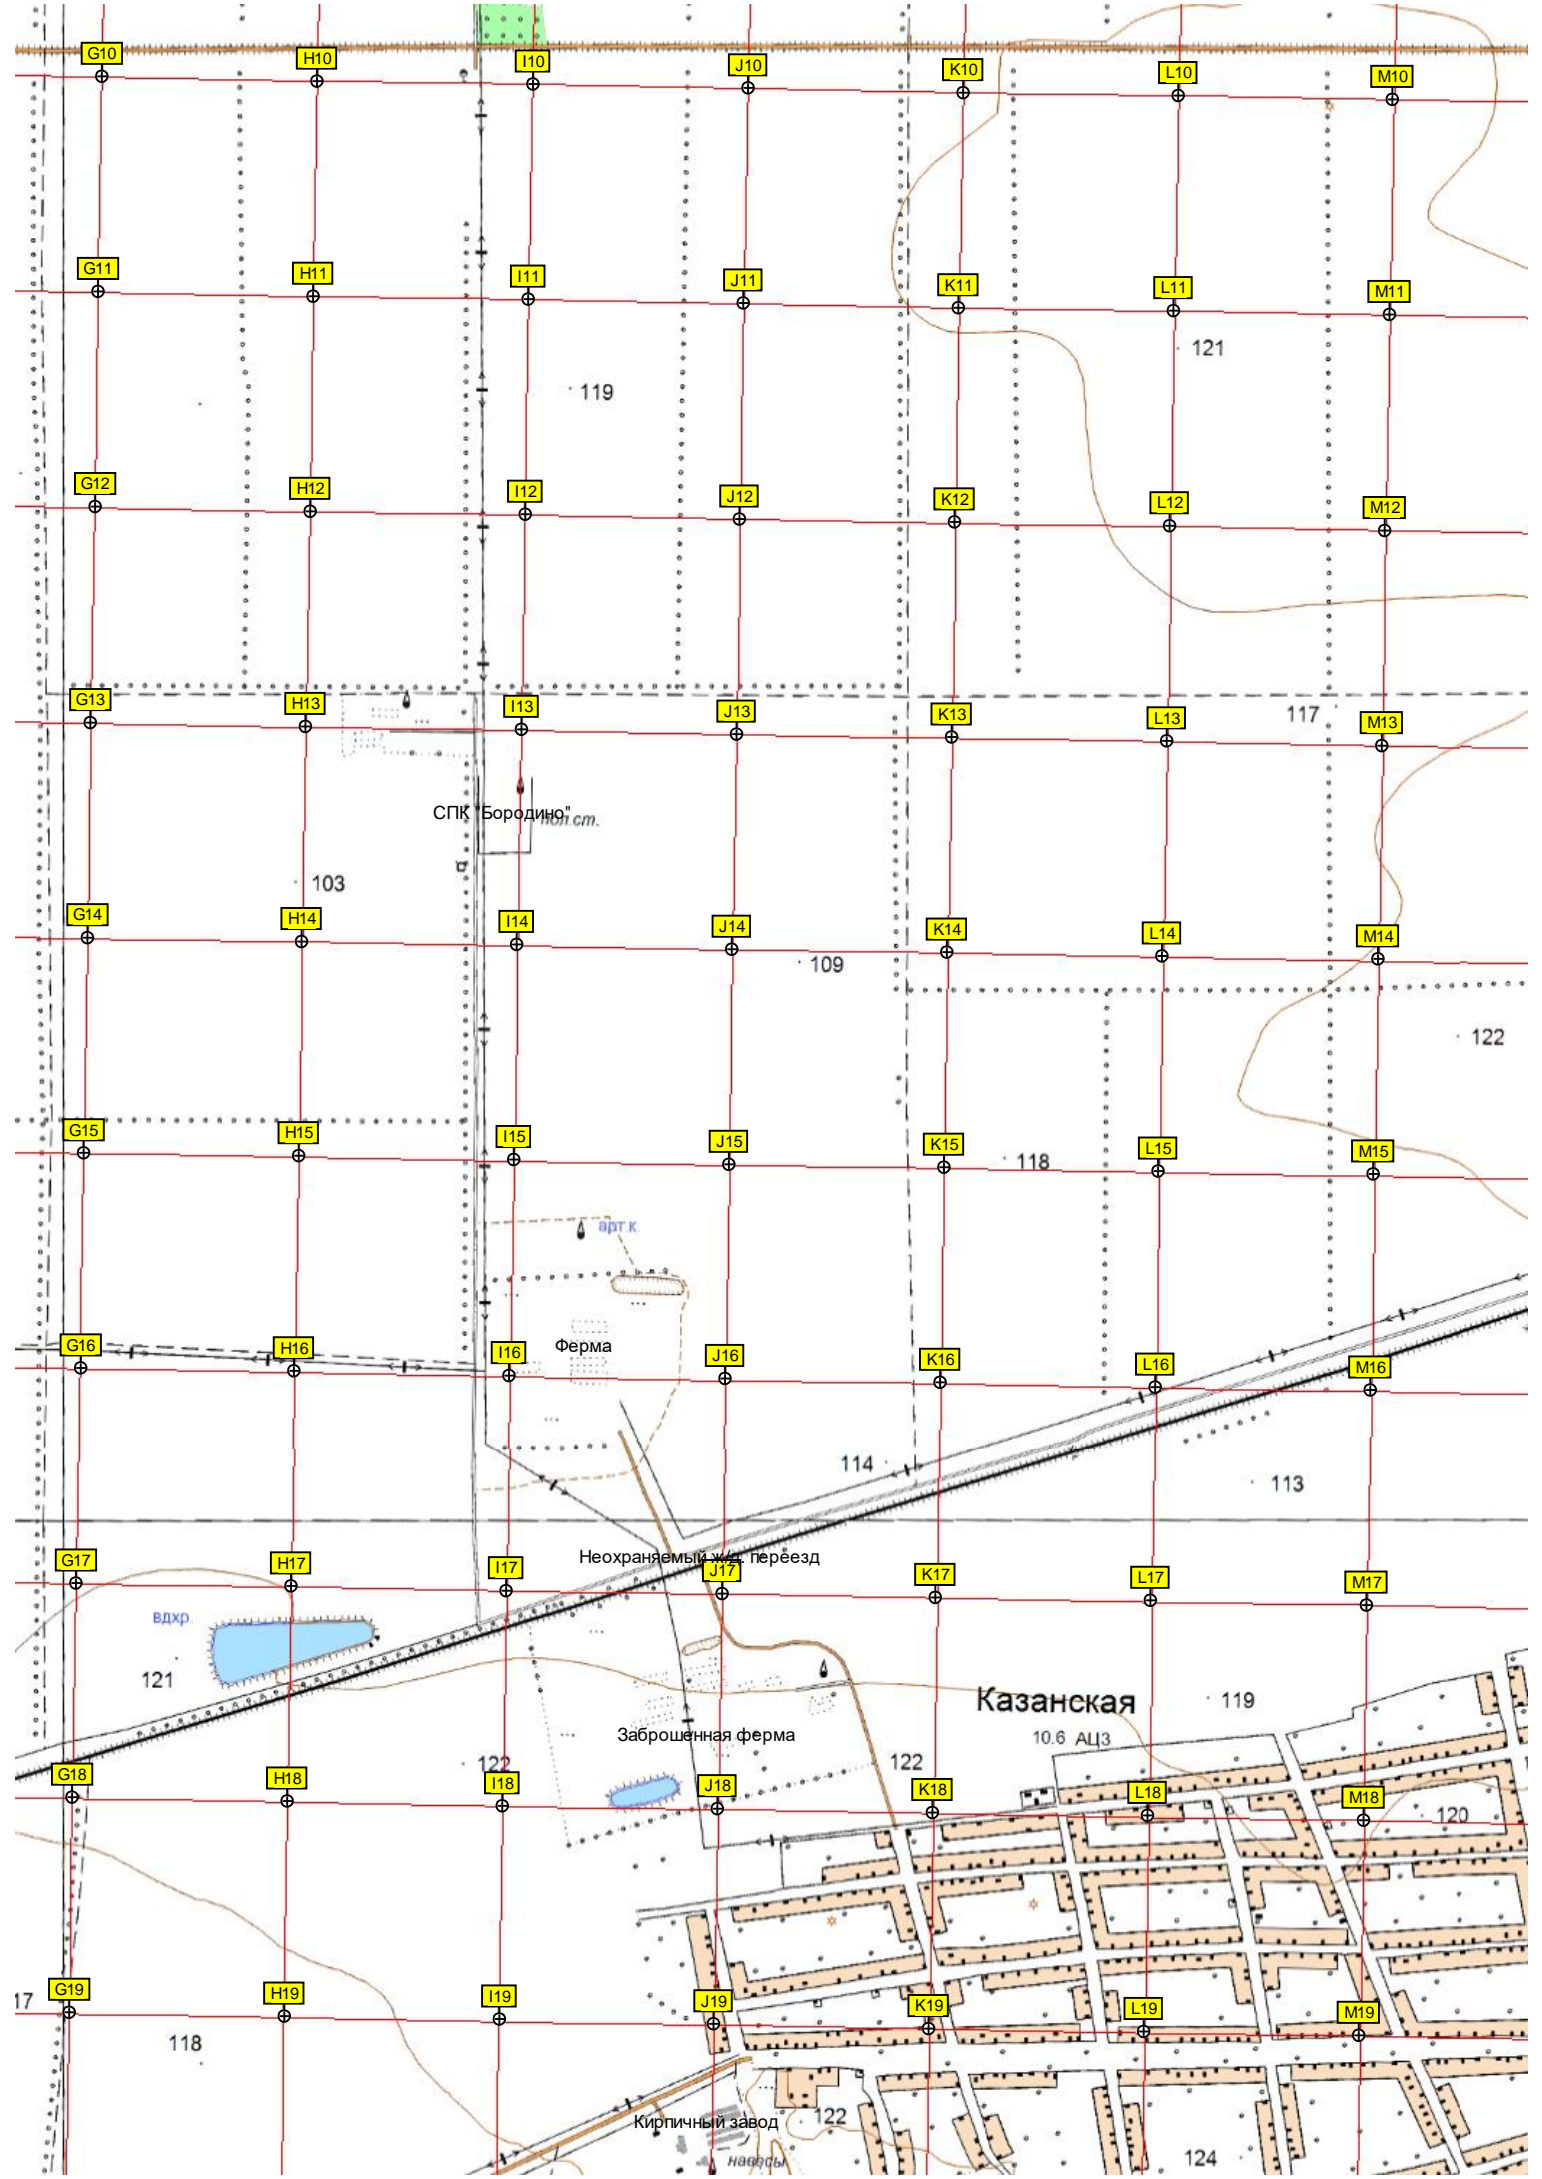 G10 H10 I10 J10 K10 L10 M10
G11 H11 I11 J11 K11 L11 M11
121
119
G12 H12 I12 J12 K12 L12 M12
G13 H13 I13 J13 K13 L13 117 M13
СПК "Бородино"
пол.ст.
103
G14 H14 I14 J14 K14 L14 M14
109
122
G15 H15 I15 J15 K15 L15 M15
118
арт.к.
Ферма
G16 H16 I16 J16 K16 L16 M16
114
113
Неохраняемый ж/д. переезд
G17 H17 I17 J17 K17 L17 M17
вдхр.
121
Казанская
119
10.6 АЦЗ
Заброшенная ферма
122
122
G18 H18 I18 J18 K18 L18 M18
120
G19 H19 I19 J19 K19 L19 M19
17
118
Кирпичный завод
122
124
навесы